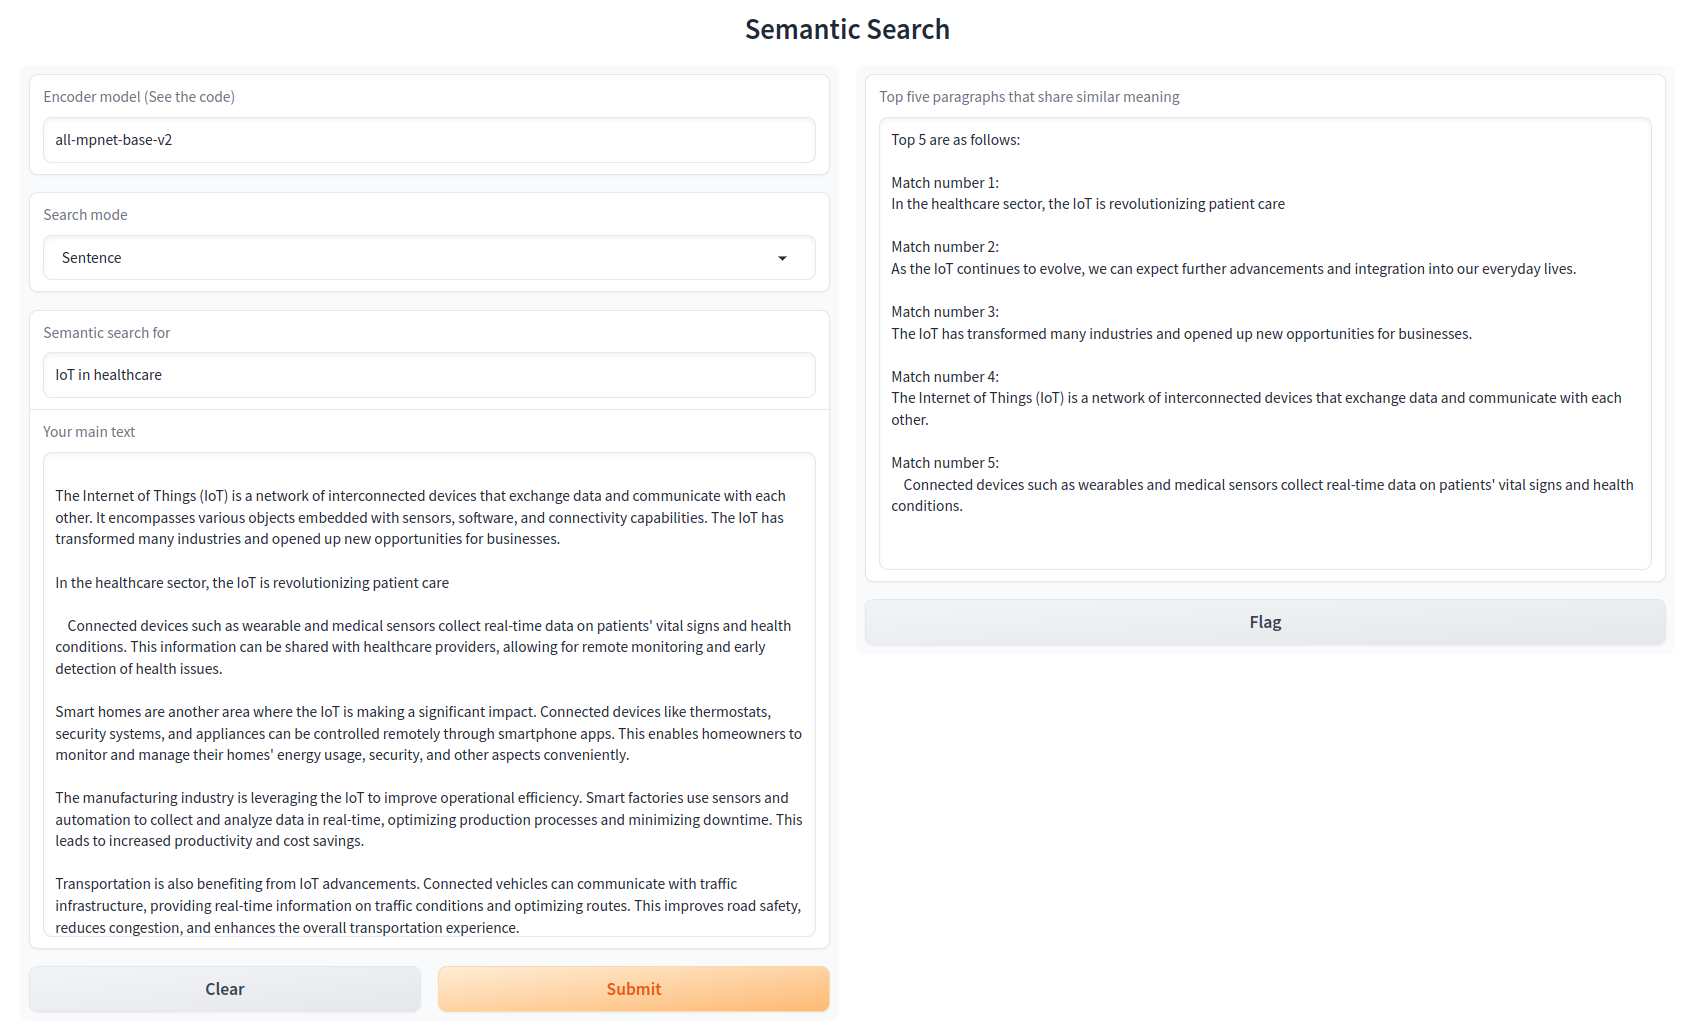 Semantic Search
Encoder model (See the code)
all-mpnet-base-v2
Search mode
Sentence
Semantic search for
IoT in healthcare
Your main text
The Internet of Things (IoT) is a network of interconnected devices that exchange data and communicate with each
other. It encompasses various objects embedded with sensors, software, and connectivity capabilities. The IoT has
transformed many industries and opened up new opportunities for businesses.
In the healthcare sector, the IoT is revolutionizing patient care
Connected devices such as wearable and medical sensors collect real-time data on patients' vital signs and health
conditions. This information can be shared with healthcare providers, allowing for remote monitoring and early
detection of health issues.
Smart homes are another area where the IoT is making a significant impact. Connected devices like thermostats,
security systems, and appliances can be controlled remotely through smartphone apps. This enables homeowners to
monitor and manage their homes' energy usage, security, and other aspects conveniently.
The manufacturing industry is leveraging the IoT to improve operational efficiency. Smart factories use sensors and
automation to collect and analyze data in real-time, optimizing production processes and minimizing downtime. This
leads to increased productivity and cost savings.
Transportation is also benefiting from IoT advancements. Connected vehicles can communicate with traffic
infrastructure, providing real-time information on traffic conditions and optimizing routes. This improves road safety,
reduces congestion, and enhances the overall transportation experience.
Clear
Submit
Top five paragraphs that share similar meaning
Top 5 are as follows:
Match number 1:
In the healthcare sector, the IoT is revolutionizing patient care
Match number 2:
As the IoT continues to evolve, we can expect further advancements and integration into our everyday lives.
Match number 3:
The IoT has transformed many industries and opened up new opportunities for businesses.
Match number 4:
The Internet of Things (IoT) is a network of interconnected devices that exchange data and communicate with each
other.
Match number 5:
Connected devices such as wearables and medical sensors collect real-time data on patients' vital signs and health
conditions.
Flag